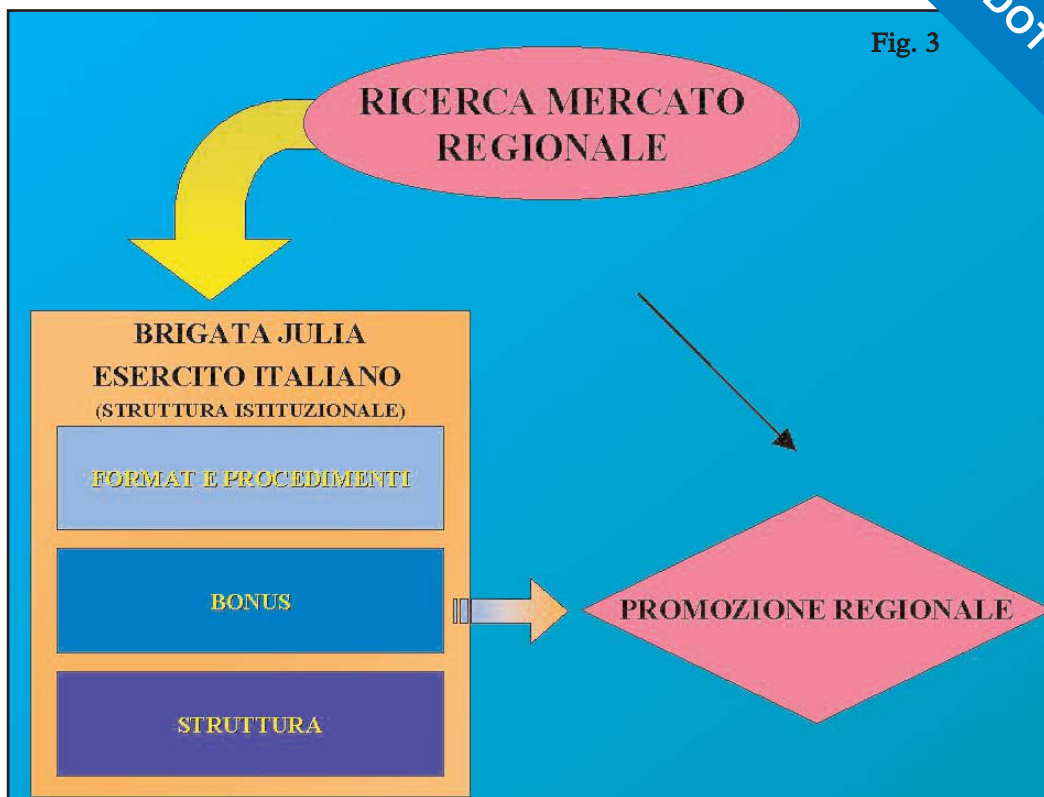 Fig. 3
RICERCA MERCATO
REGIONALE
BRIGATA JULIA
ESERCITO ITALIANO
(STRUTTURA ISTITUZIONALE)
FORMAT E PROCEDIMENTI
BONUS
PROMOZIONE REGIONALE
STRUTTURA